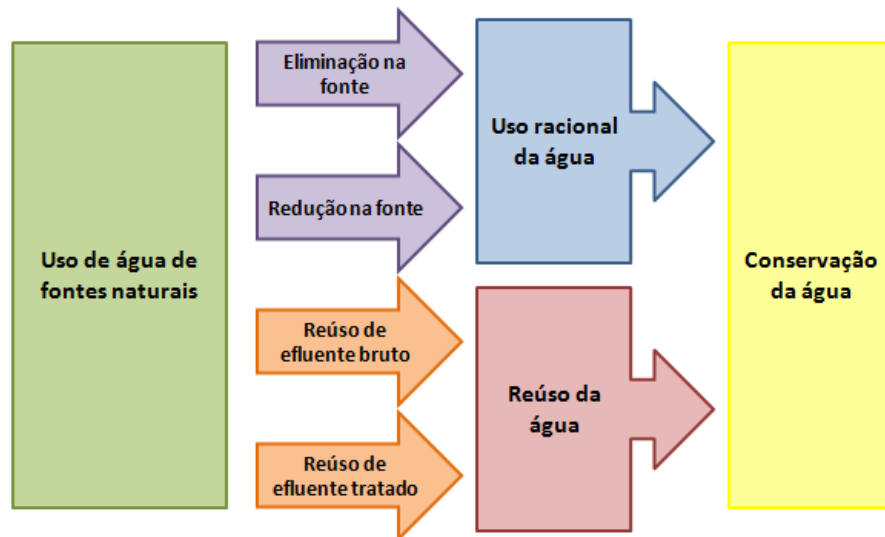 Uso de água de
fontes naturais
Eliminação na
fonte
Redução na fonte
Reúso de
efluente bruto
Reúso de
efluente tratado
Uso racional
da água
Reúso da
água
Conservação
da água